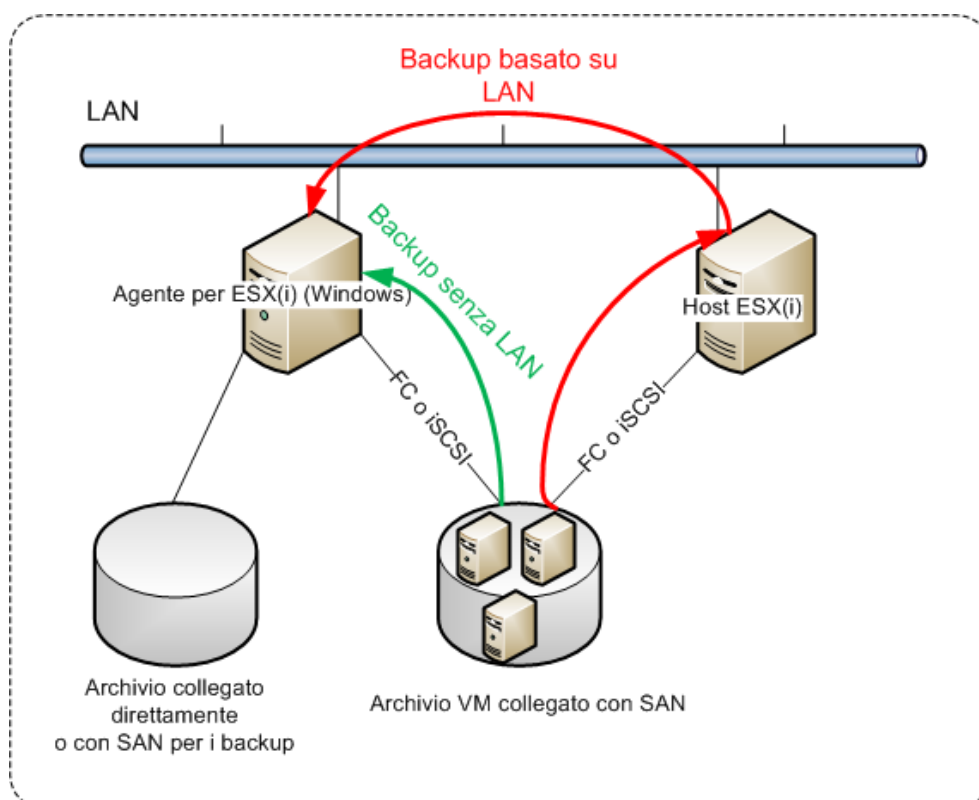 Backup basato su
LAN
LAN
Backup senza LAN
Agente per ESX(i) (Windows)
Host ESX(i)
FC o iSCSI
FC o iSCSI
Archivio collegato
direttamente
o con SAN per i backup
Archivio VM collegato con SAN